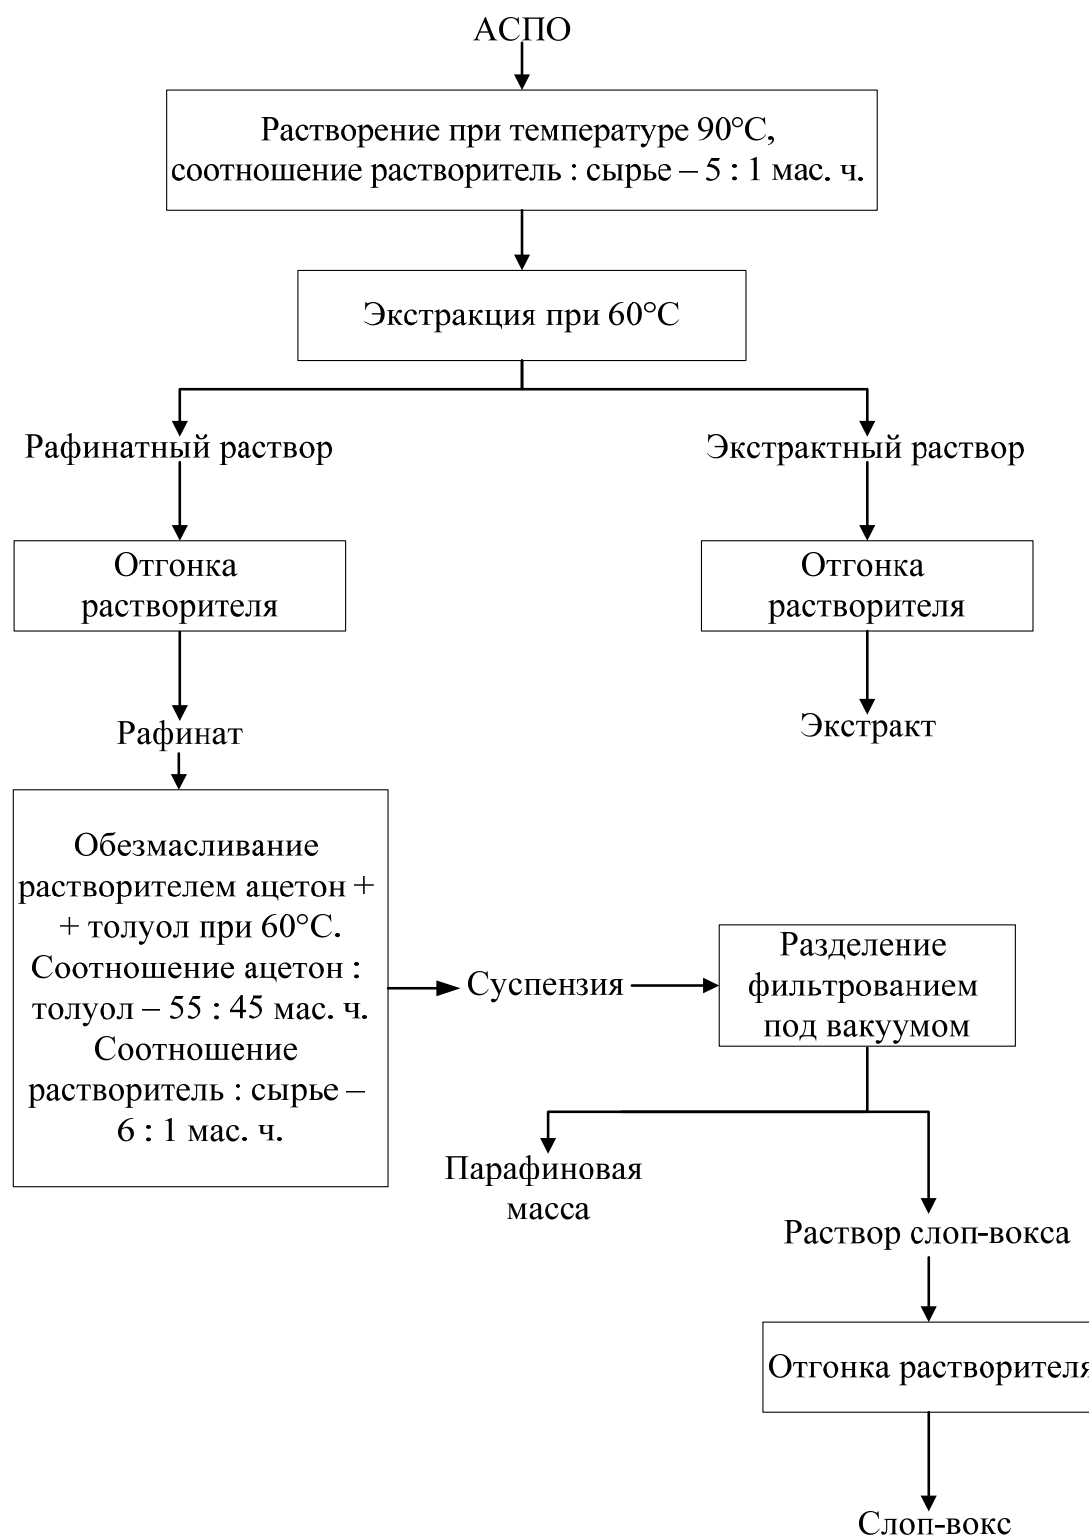 АСПО
Растворение при температуре 90°С,
соотношение растворитель : сырье – 5 : 1 мас. ч.
Экстракция при 60°С
Рафинатный раствор
Экстрактный раствор
Отгонка
растворителя
Отгонка
растворителя
Рафинат
Экстракт
Обезмасливание
растворителем ацетон +
+ толуол при 60°С.
Соотношение ацетон :
толуол – 55 : 45 мас. ч.
Соотношение
растворитель : сырье –
6 : 1 мас. ч.
Суспензия
Разделение
фильтрованием
под вакуумом
Парафиновая
масса
Раствор слоп-вокса
Отгонка растворителя
Слоп-вокс